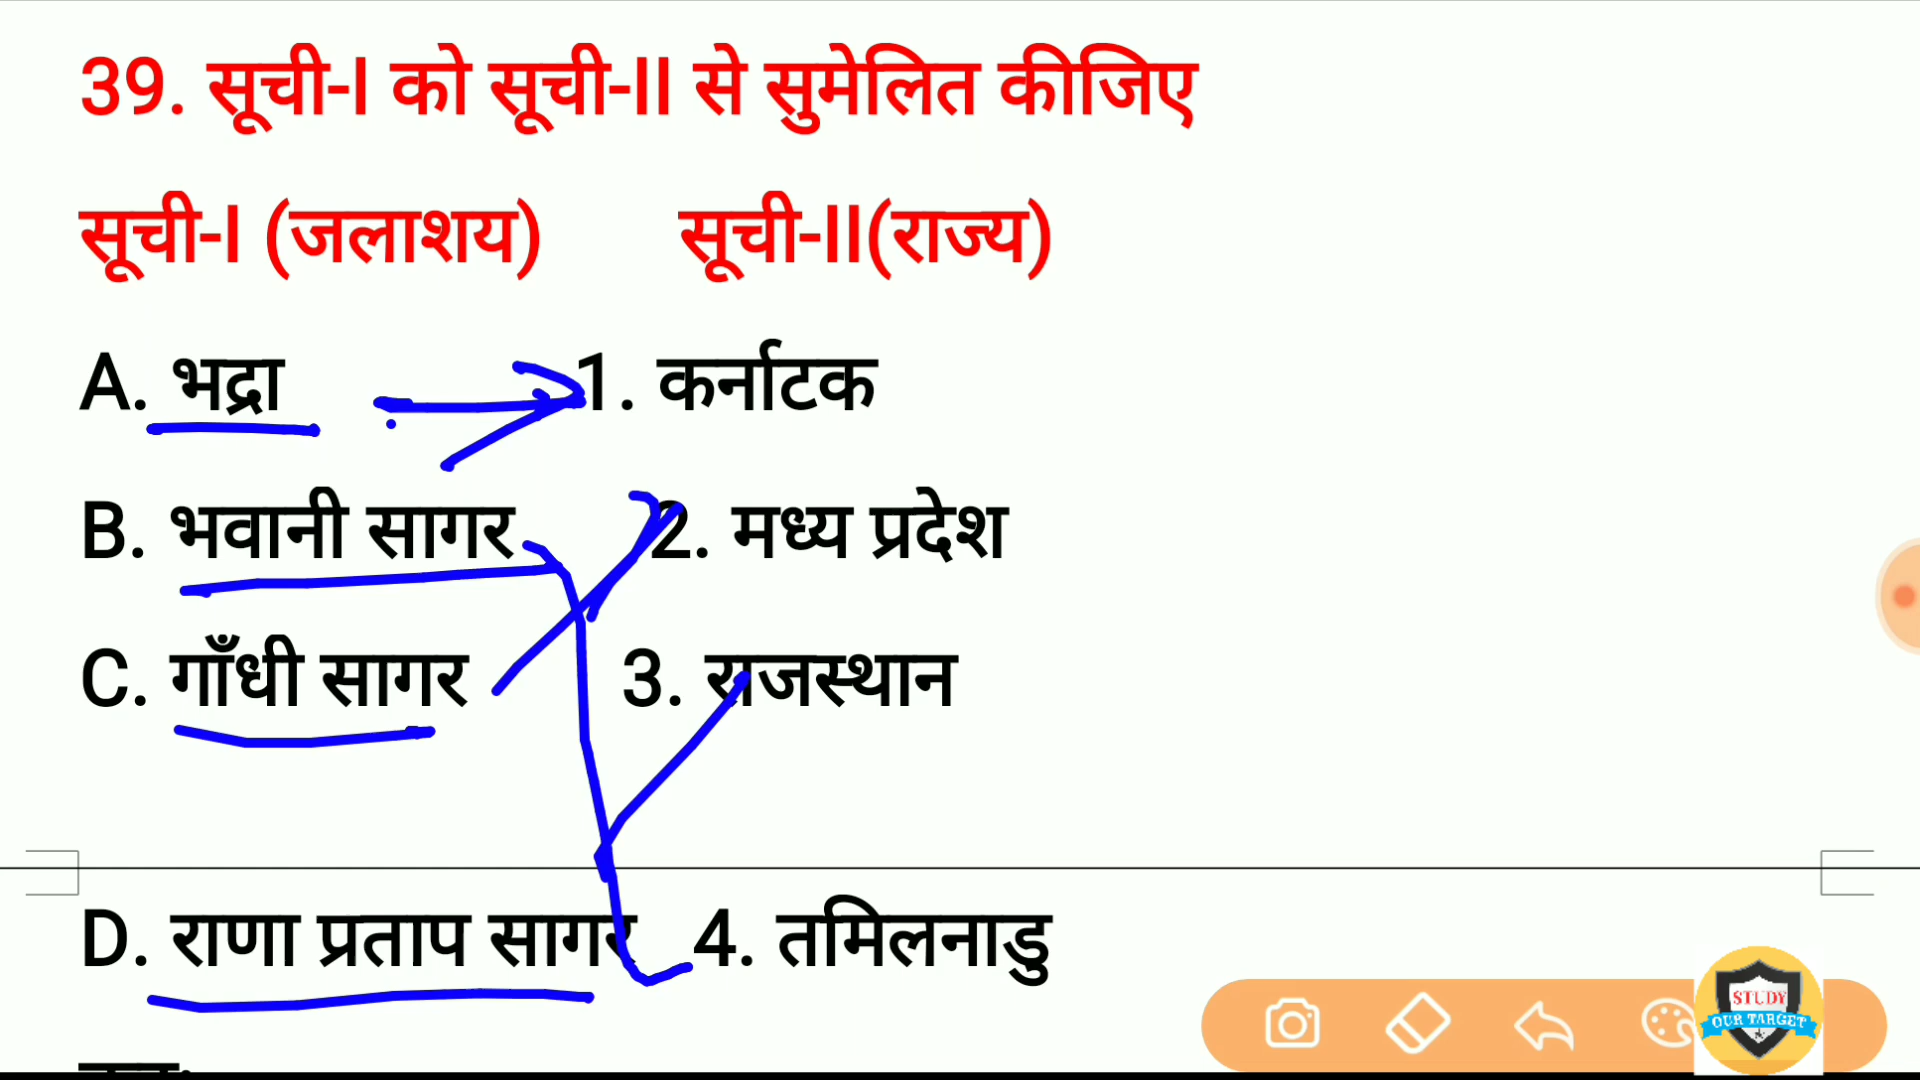 39. सूची-I को सूची-II से सुमेलित कीजिए
सूची-I (जलाशय) सूची-II(राज्य)
A. भद्रा 1. कर्नाटक
B. भवानी सागर 2. मध्य प्रदेश
C. गाँधी सागर 3. राजस्थान
D. राणा प्रताप सागर 4. तमिलनाडु
STUDY
OUR TARGET